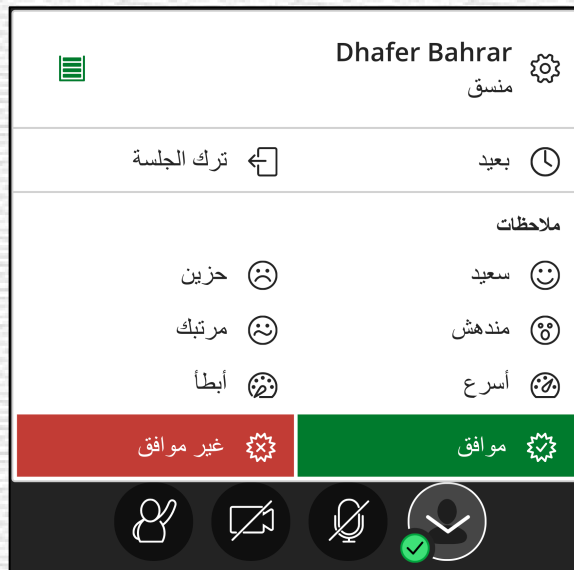 Dhafer Bahrar
منسق
بعيد
ترك الجلسة
ملاحظات
سعيد
حزين
مندهش
مرتبك
أسرع
أبطأ
موافق
غير موافق